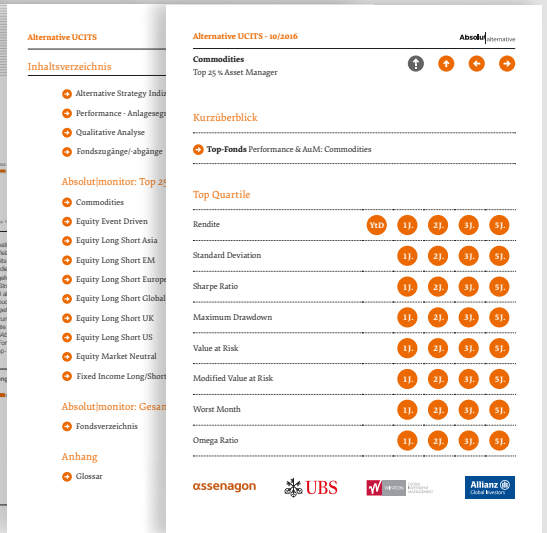 Alternative UCITS
Inhaltsverzeichnis
Alternative Strategy
Performance - Anlagesegm
Qualitative Analyse
Fondszugänge/-abgänge
Absolut|monitor: Top 25
Commodities
Equity Event Driven
Equity Long Short Asia
Equity Long Short EM
Equity Long Short Europe
Equity Long Short Global
Equity Long Short UK
Equity Long Short US
Equity Market Neutral
Fixed Income Long/Short
Absolut|monitor: Gesam
Fondsverzeichnis
Anhang
Glossar
Alternative UCITS - 10/2016
Absolut|alternative
Commodities
Top 25 % Asset Manager
Kurzüberblick
Top-Fonds Performance & AuM: Commodities
Top Quartile
Rendite YtD 1J. 2J. 3J. 5J.
Standard Deviation 1J. 2J. 3J. 5J.
Sharpe Ratio 1J. 2J. 3J. 5J.
Maximum Drawdown 1J. 2J. 3J. 5J.
Value at Risk 1J. 2J. 3J. 5J.
Modified Value at Risk 1J. 2J. 3J. 5J.
Worst Month 1J. 2J. 3J. 5J.
Omega Ratio 1J. 2J. 3J. 5J.
assenagon
UBS
WINTON
GLOBAL
INVESTMENT
MANAGEMENT
Allianz
Global Investors